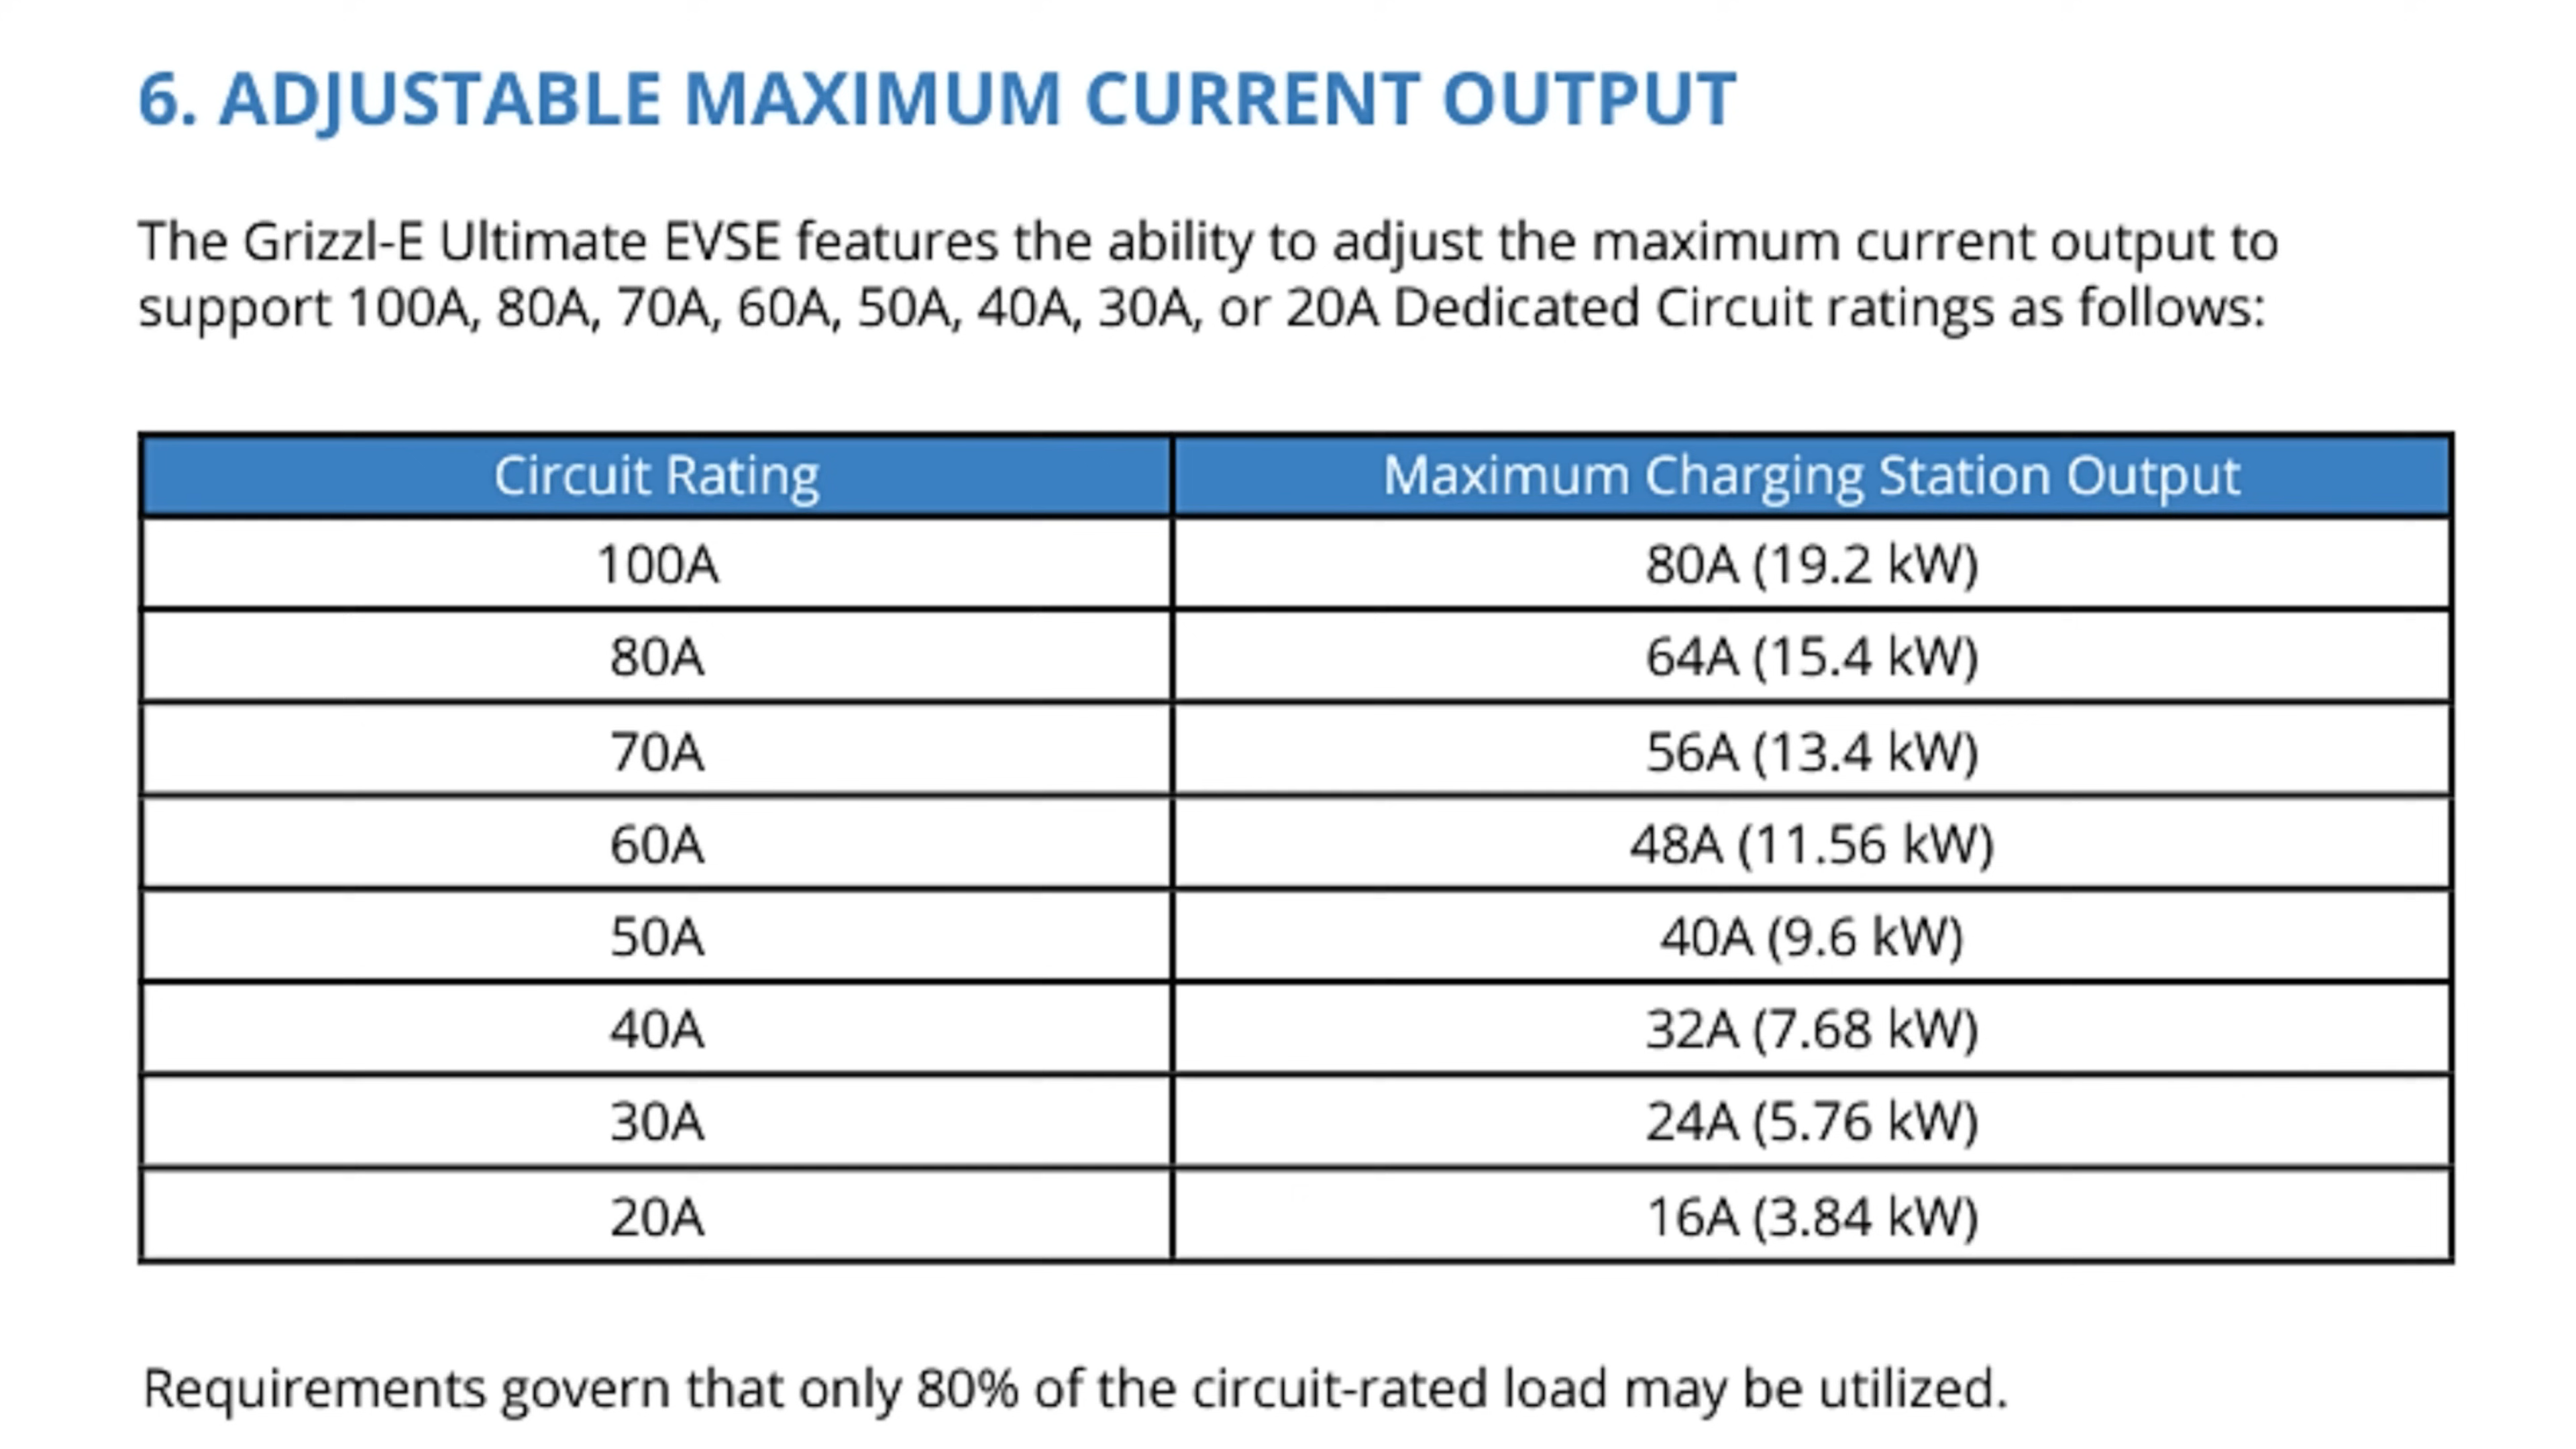 6. ADJUSTABLE MAXIMUM CURRENT OUTPUT
The Grizzl-E Ultimate EVSE features the ability to adjust the maximum current output to
support 100A, 80A, 70A, 60A, 50A, 40A, 30A, or 20A Dedicated Circuit ratings as follows:
Circuit Rating Maximum Charging Station Output
100A 80A (19.2 kW)
80A 64A (15.4 kW)
70A 56A (13.4 kW)
60A 48A (11.56 kW)
50A 40A (9.6 kW)
40A 32A (7.68 kW)
30A 24A (5.76 kW)
20A 16A (3.84 kW)
Requirements govern that only 80% of the circuit-rated load may be utilized.